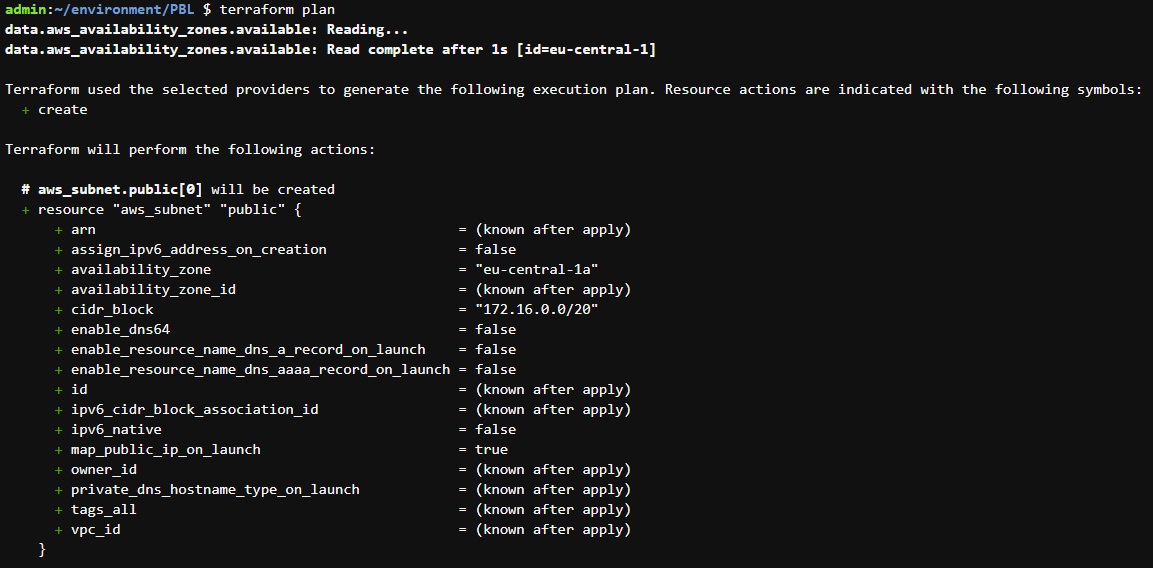 admin:~/environment/PBL $ terraform plan
data.aws_availability_zones.available: Reading...
data.aws_availability_zones.available: Read complete after 1s [id=eu-central-1]
Terraform used the selected providers to generate the following execution plan. Resource actions are indicated with the following symbols:
+ create
Terraform will perform the following actions:
# aws_subnet.public[0] will be created
+ resource "aws_subnet" "public" {
+ arn = (known after apply)
+ assign_ipv6_address_on_creation = false
+ availability_zone = "eu-central-1a"
+ availability_zone_id = (known after apply)
+ cidr_block = "172.16.0.0/20"
+ enable_dns64 = false
+ enable_resource_name_dns_a_record_on_launch = false
+ enable_resource_name_dns_aaaa_record_on_launch = false
+ id = (known after apply)
+ ipv6_cidr_block_association_id = (known after apply)
+ ipv6_native = false
+ map_public_ip_on_launch = true
+ owner_id = (known after apply)
+ private_dns_hostname_type_on_launch = (known after apply)
+ tags_all = (known after apply)
+ vpc_id = (known after apply)
}